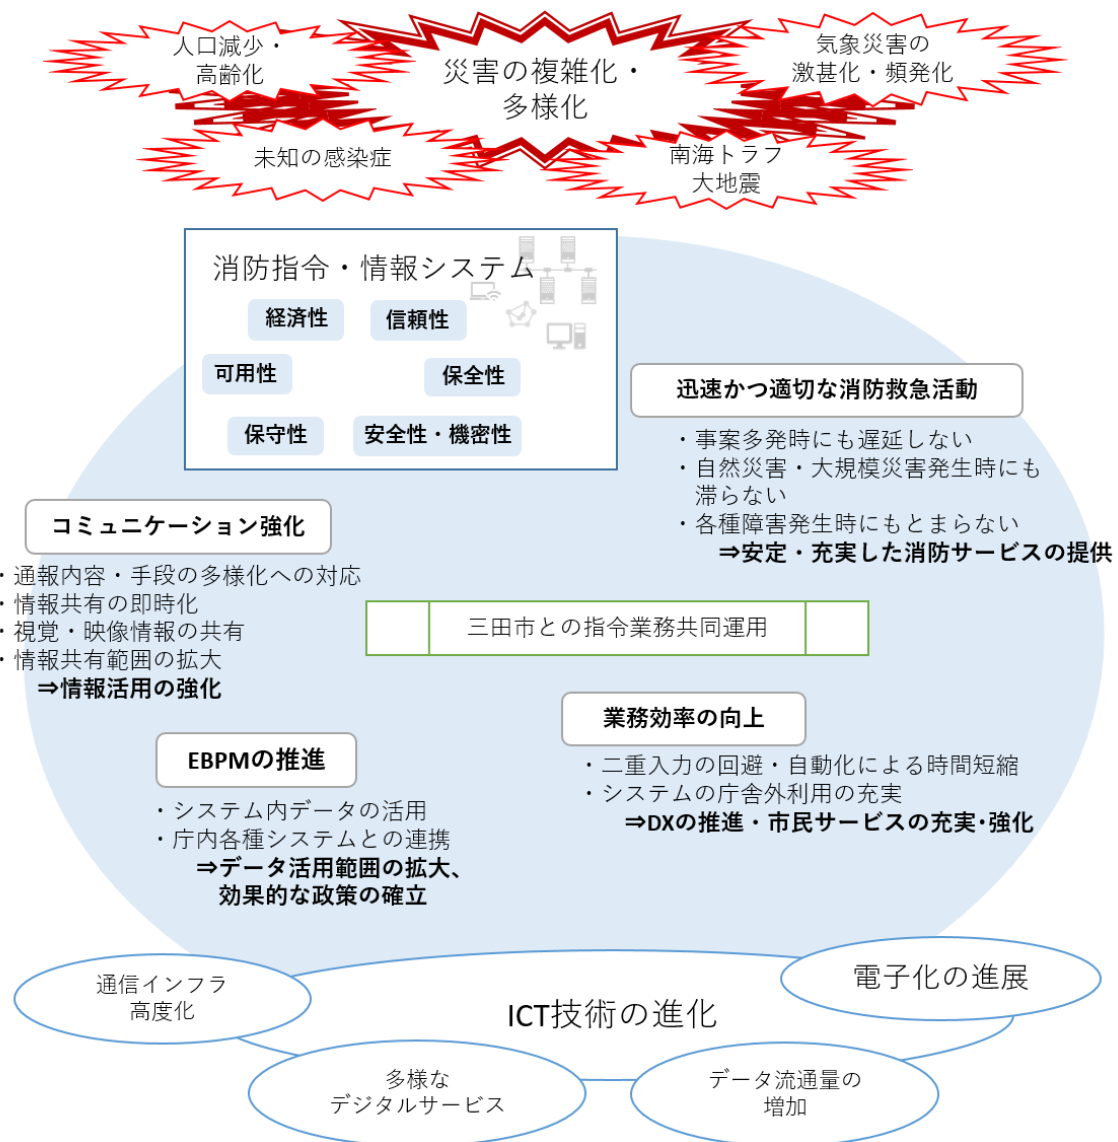 人口減少・
高齢化
災害の複雑化・
多様化
気象災害の
激甚化・頻発化
未知の感染症
南海トラフ
大地震
消防指令・情報システム
経済性
信頼性
可用性
保全性
保守性
安全性・機密性
迅速かつ適切な消防救急活動
・事案多発時にも遅延しない
・自然災害・大規模災害発生時にも
滞らない
・各種障害発生時にもとまらない
⇒安定・充実した消防サービスの提供
コミュニケーション強化
・通報内容・手段の多様化への対応
・情報共有の即時化
・視覚・映像情報の共有
・情報共有範囲の拡大
⇒情報活用の強化
三田市との指令業務共同運用
業務効率の向上
・二重入力の回避・自動化による時間短縮
・システムの庁舎外利用の充実
⇒DXの推進・市民サービスの充実・強化
EBPMの推進
・システム内データの活用
・庁内各種システムとの連携
⇒データ活用範囲の拡大、
効果的な政策の確立
通信インフラ
高度化
ICT技術の進化
電子化の進展
多様な
デジタルサービス
データ流通量の
増加